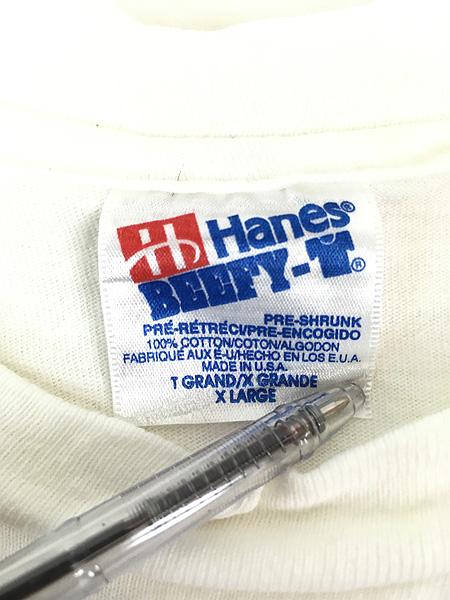 H Hanes®
BEEFY-T®
PRE-SHRUNK
PRÉ-RÉTRÉCI/PRE-ENCOGIDO
100% COTTON/COTON/ALGODON
FABRIQUÉ AUX É-U/HECHO EN LOS E.U.A.
MADE IN U.S.A.
T GRAND/X GRANDE
X LARGE